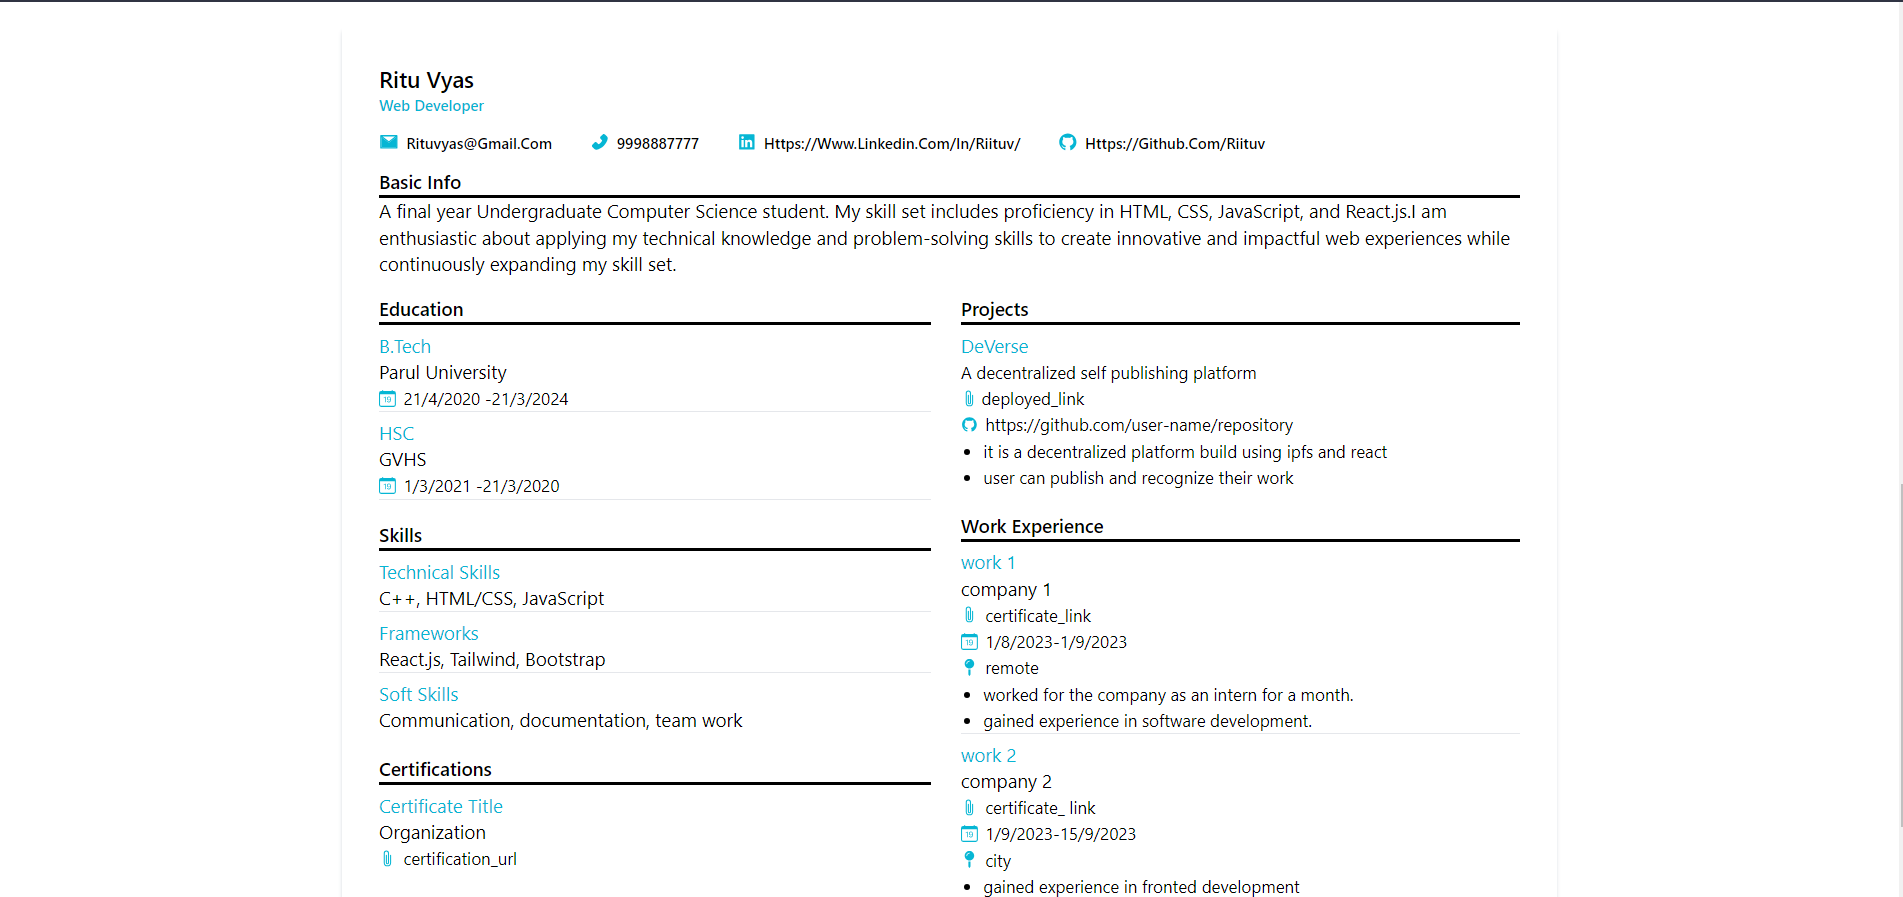 Ritu Vyas
Web Developer
Rituvyas@Gmail.Com 9998887777 Https://Www.Linkedin.Com/In/Riituv/ Https://Github.Com/Riituv
Basic Info
A final year Undergraduate Computer Science student. My skill set includes proficiency in HTML, CSS, JavaScript, and React.js.I am
enthusiastic about applying my technical knowledge and problem-solving skills to create innovative and impactful web experiences while
continuously expanding my skill set.
Education
B.Tech
Parul University
21/4/2020 -21/3/2024
HSC
GVHS
1/3/2021 -21/3/2020
Skills
Technical Skills
C++, HTML/CSS, JavaScript
Frameworks
React.js, Tailwind, Bootstrap
Soft Skills
Communication, documentation, team work
Certifications
Certificate Title
Organization
certification_url
Projects
DeVerse
A decentralized self publishing platform
deployed_link
https://github.com/user-name/repository
• it is a decentralized platform build using ipfs and react
• user can publish and recognize their work
Work Experience
work 1
company 1
certificate_link
1/8/2023-1/9/2023
remote
• worked for the company as an intern for a month.
• gained experience in software development.
work 2
company 2
certificate_ link
1/9/2023-15/9/2023
city
• gained experience in fronted development